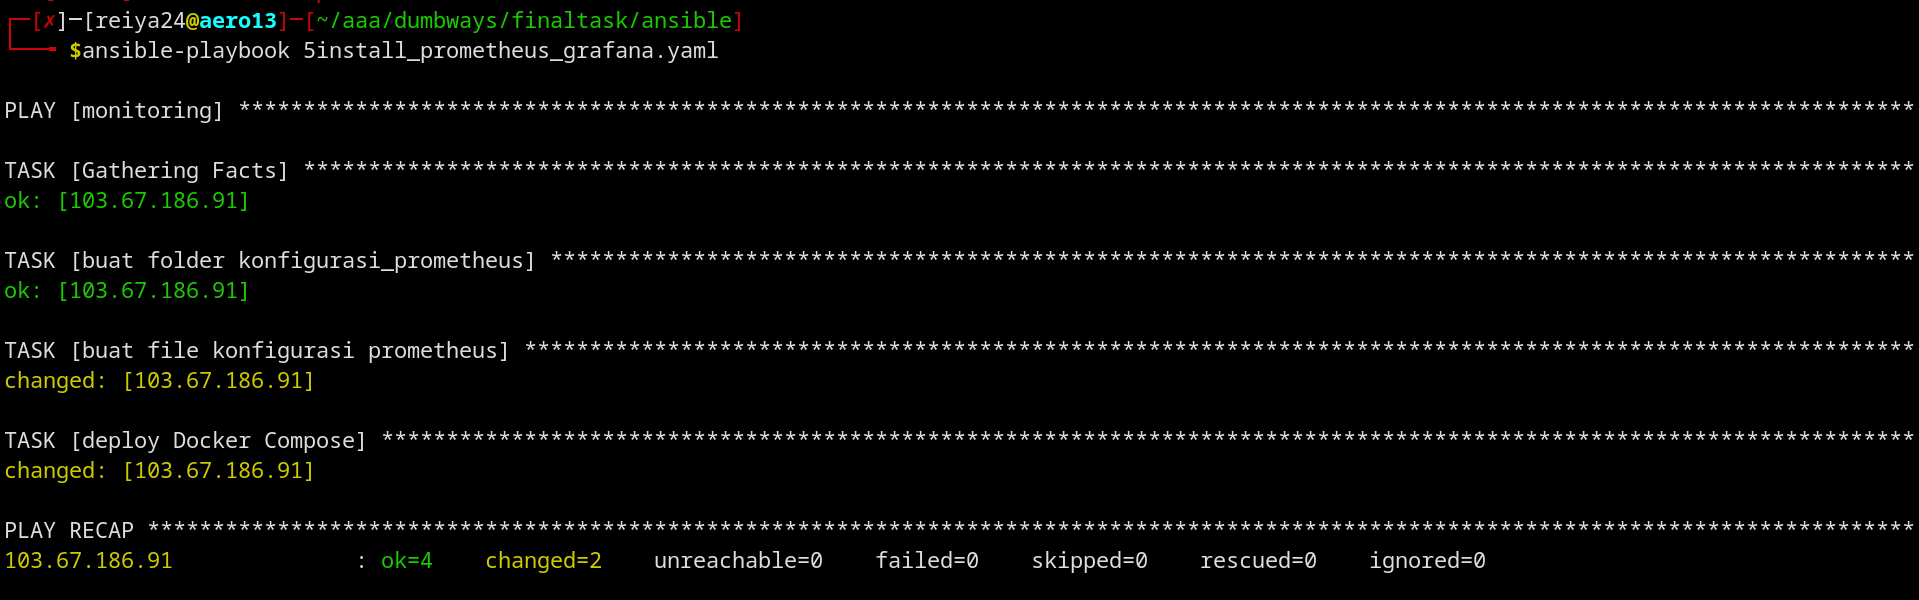 ┌─[✗]─[reiya24@aero13]─[~/aaa/dumbways/finaltask/ansible]
└──╼ $ansible-playbook 5install_prometheus_grafana.yaml
PLAY [monitoring] *********************************************************************************************************************************
TASK [Gathering Facts] ****************************************************************************************************************************
ok: [103.67.186.91]
TASK [buat folder konfigurasi_prometheus] *********************************************************************************************************
ok: [103.67.186.91]
TASK [buat file konfigurasi prometheus] ***********************************************************************************************************
changed: [103.67.186.91]
TASK [deploy Docker Compose] **********************************************************************************************************************
changed: [103.67.186.91]
PLAY RECAP ****************************************************************************************************************************************
103.67.186.91              : ok=4    changed=2    unreachable=0    failed=0    skipped=0    rescued=0    ignored=0